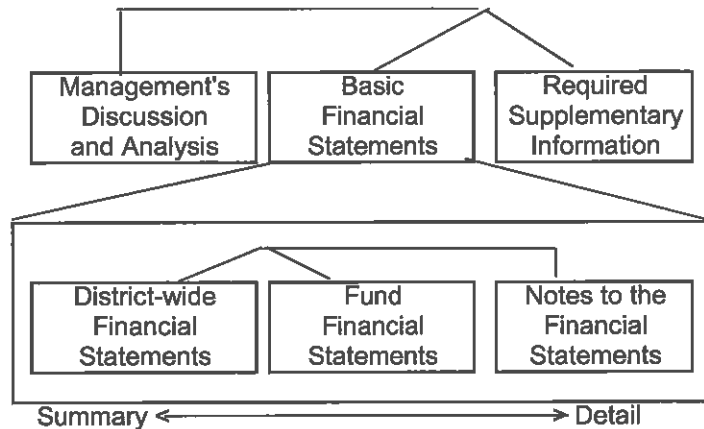 Management's
Discussion
and Analysis
Basic
Financial
Statements
Required
Supplementary
Information
District-wide
Financial
Statements
Fund
Financial
Statements
Notes to the
Financial
Statements
Summary
Detail